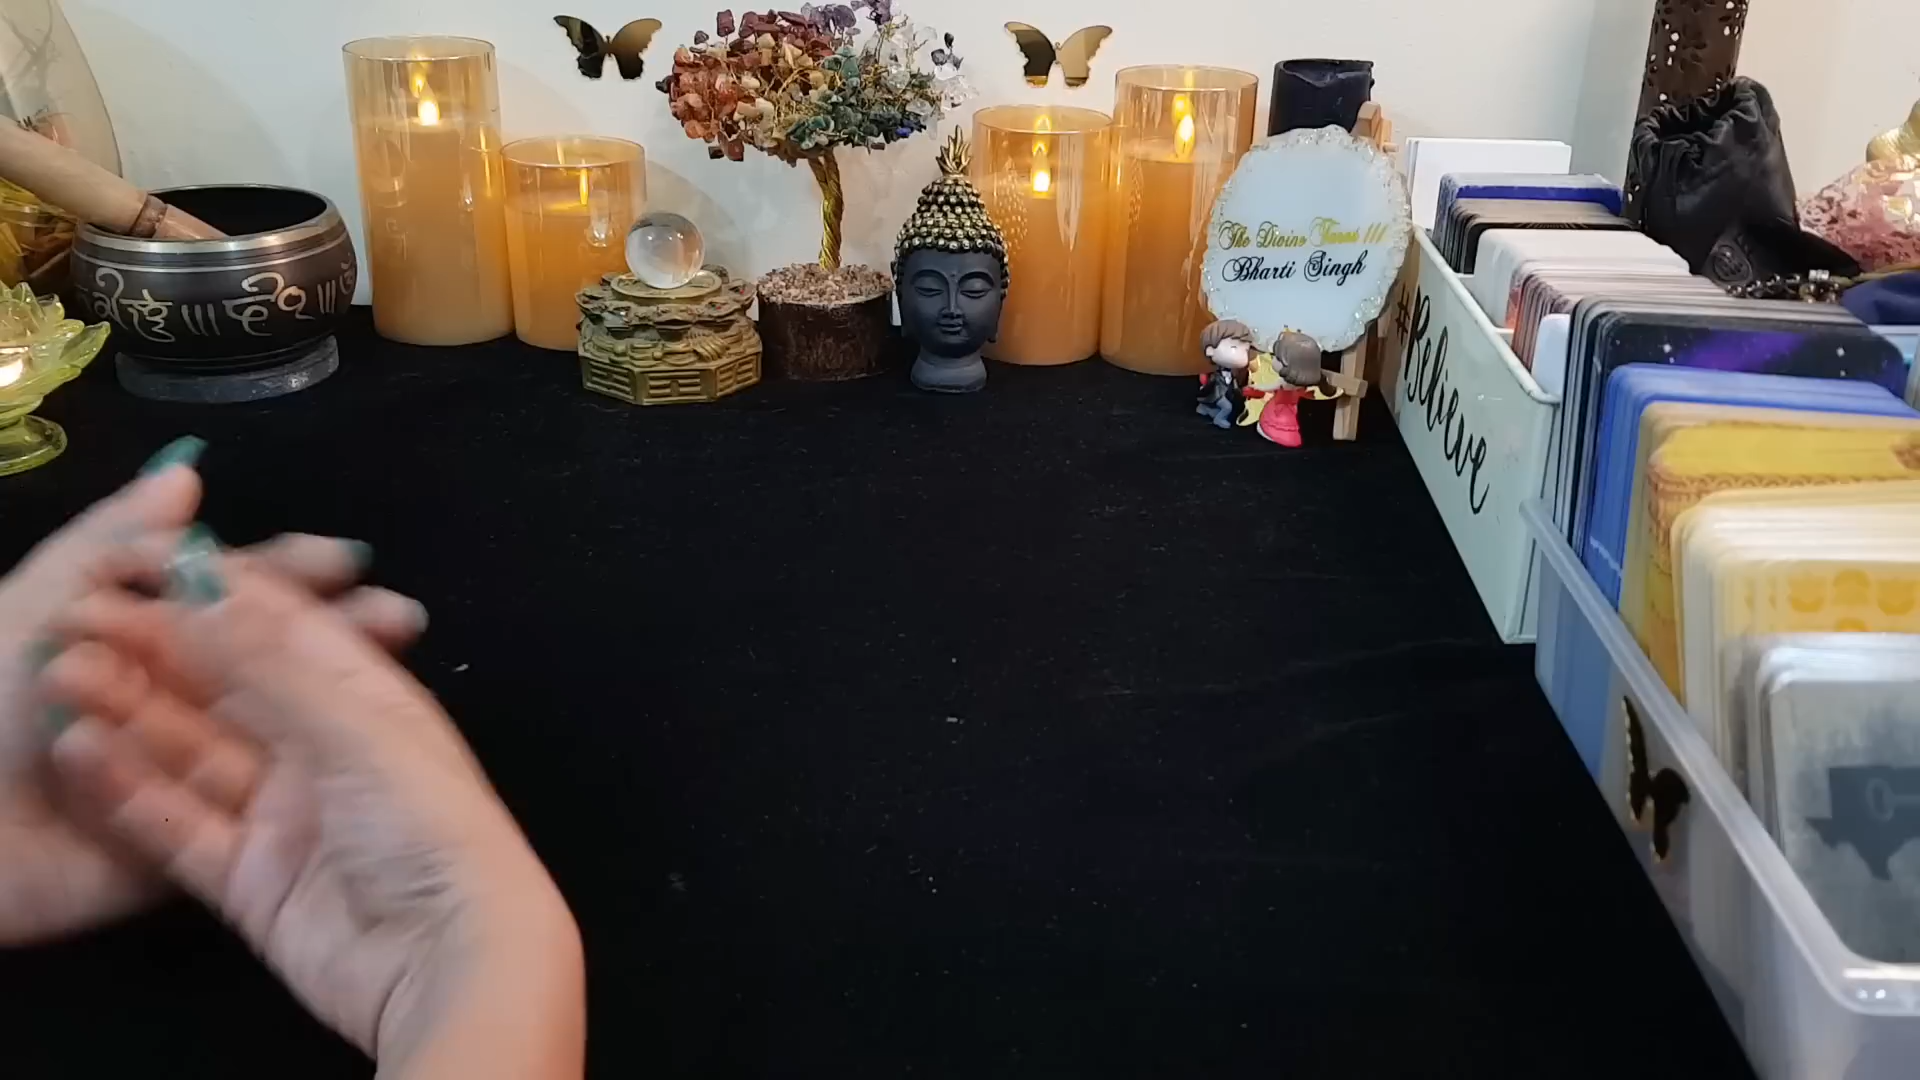 The Divine Tarot 111
Bharti Singh
#Believe